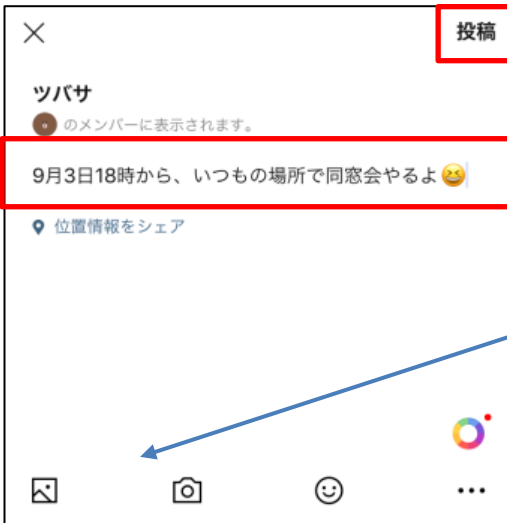 投稿
ツバサ
のメンバーに表示されます。
9月3日18時から、いつもの場所で同窓会やるよ😆
位置情報をシェア